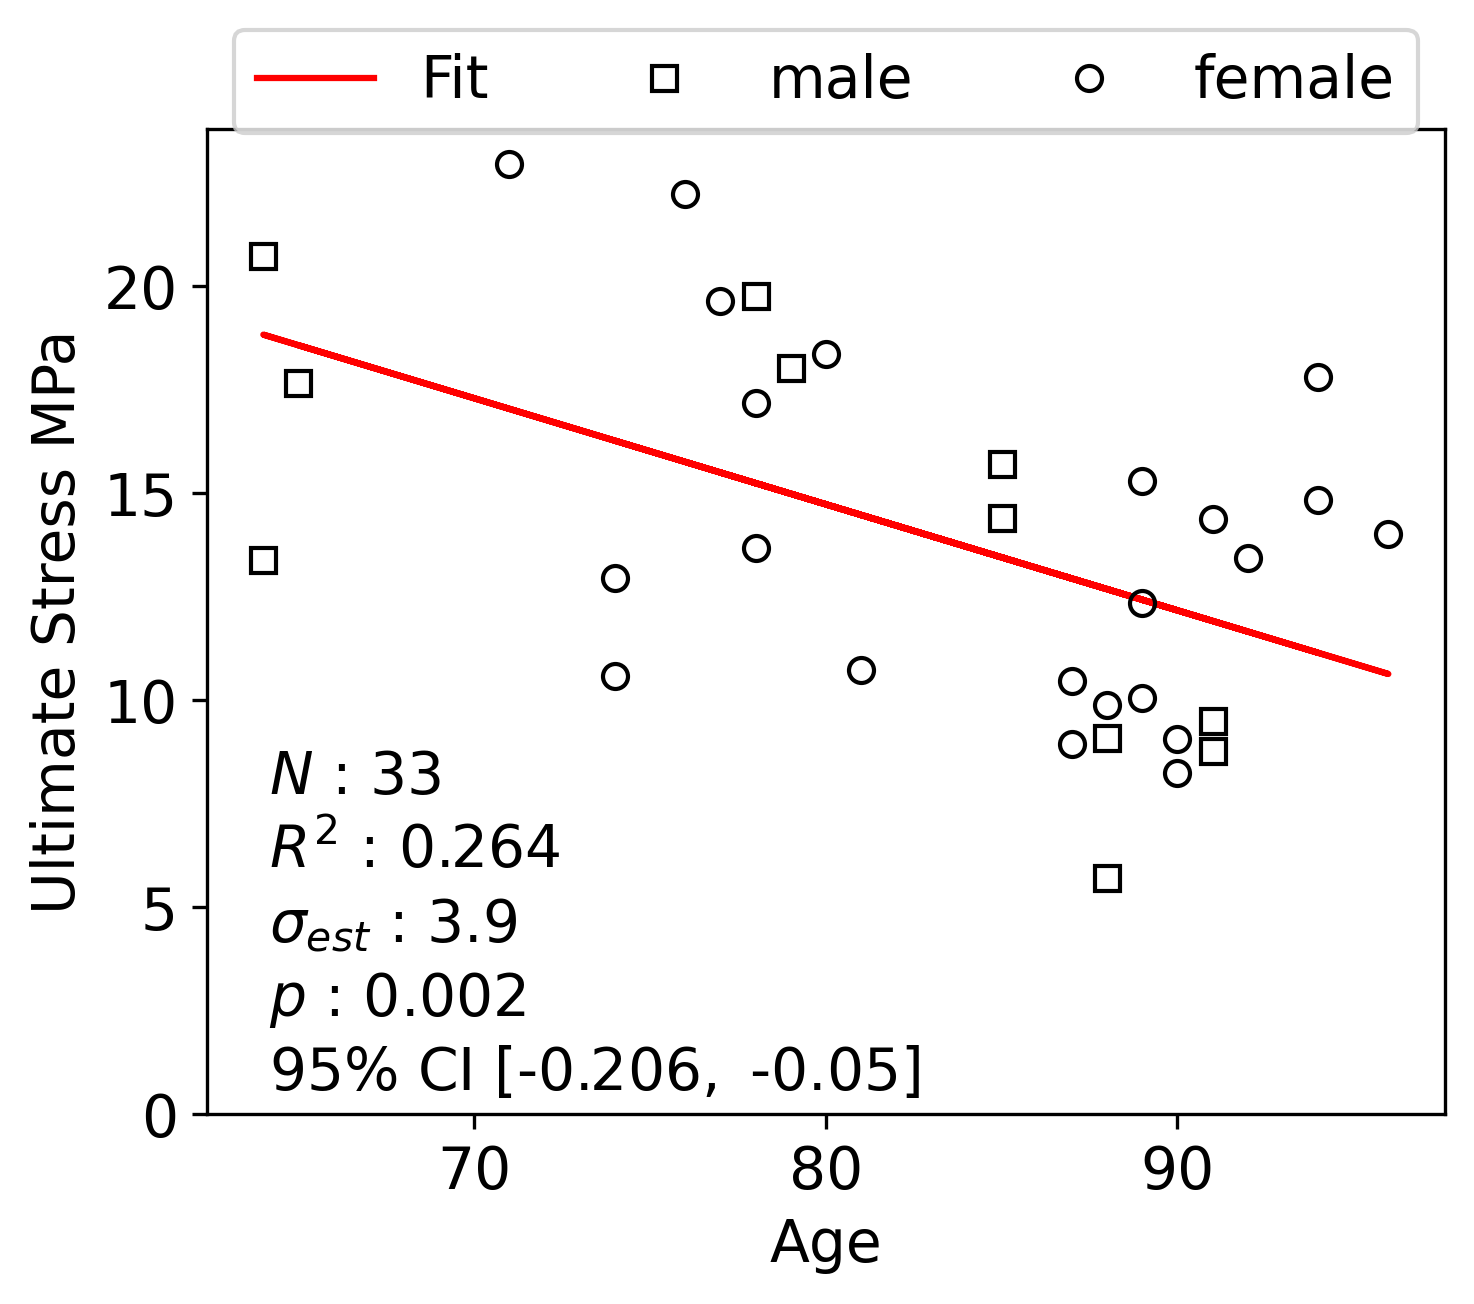 Fit male female
Ultimate Stress MPa
20
15
10
5
0
N : 33
R² : 0.264
σest : 3.9
p : 0.002
95% CI [-0.206, -0.05]
70 80 90
Age